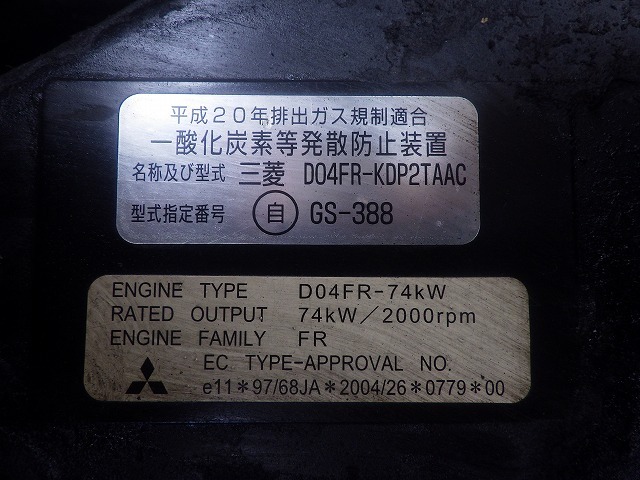 平成20年排出ガス規制適合
一酸化炭素等発散防止装置
名称及び型式 三菱 D04FR-KDP2TAAC
型式指定番号 自 GS-388
ENGINE TYPE D04FR-74kW
RATED OUTPUT 74kW/2000rpm
ENGINE FAMILY FR
EC TYPE-APPROVAL NO.
e11*97/68JA*2004/26*0779*00